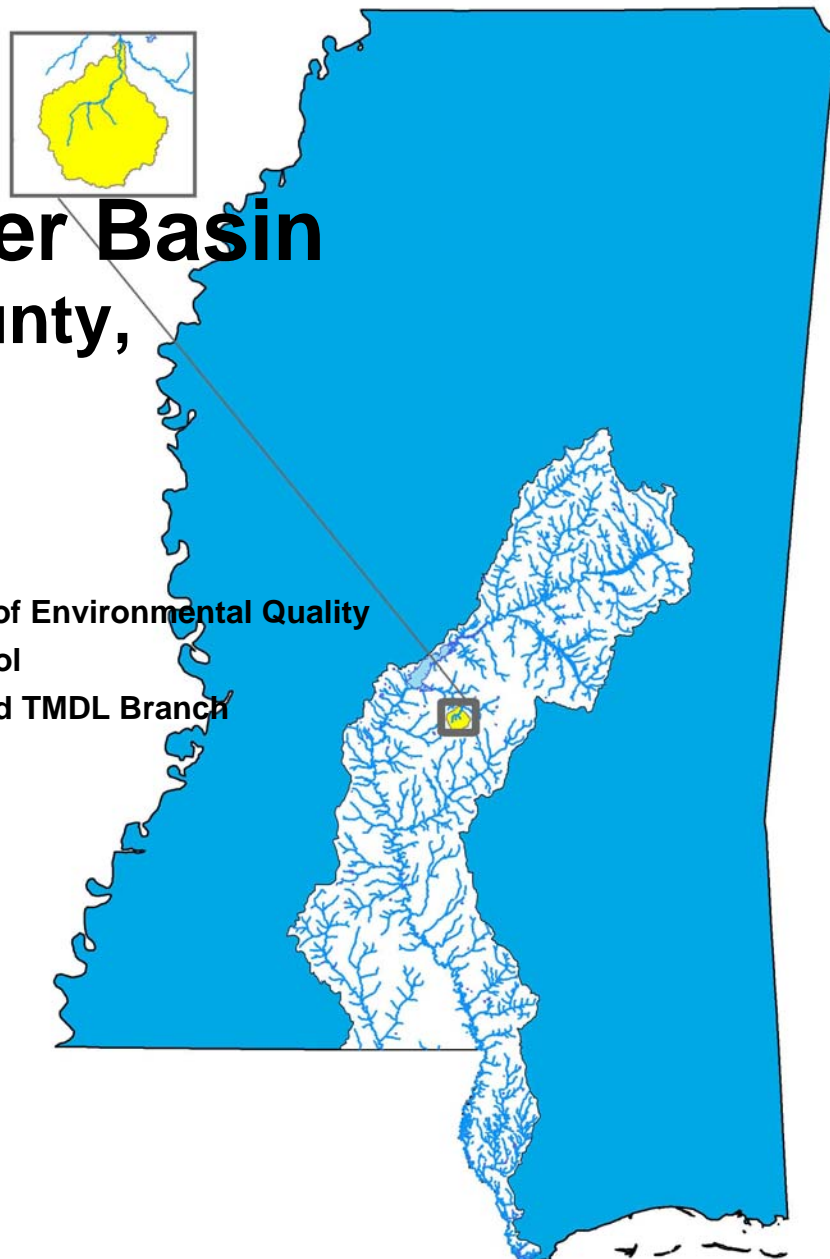 er Basin
unty,
of Environmental Quality
ol
d TMDL Branch